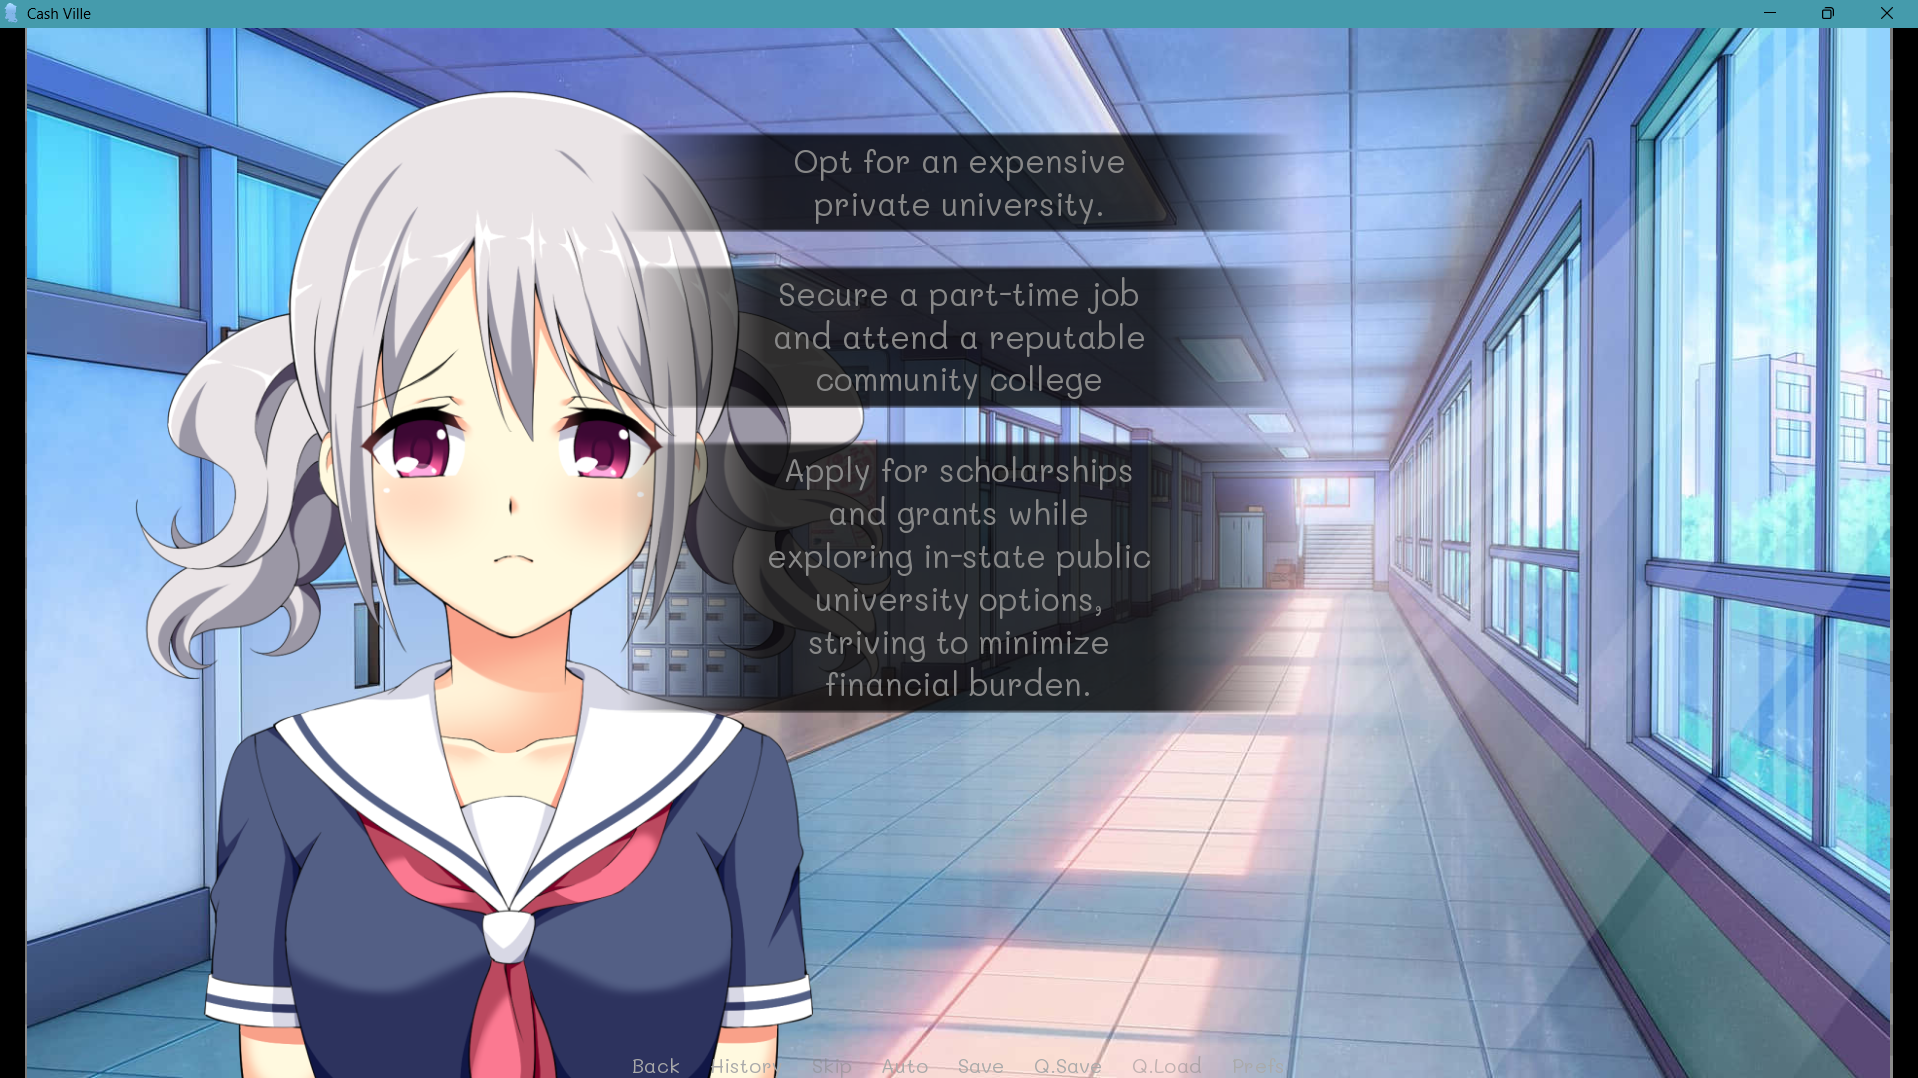 Cash Ville
Opt for an expensive
private university.
Secure a part-time job
and attend a reputable
community college
Apply for scholarships
and grants while
exploring in-state public
university options,
striving to minimize
financial burden.
Back History Skip Auto Save Q.Save Q.Load Prefs